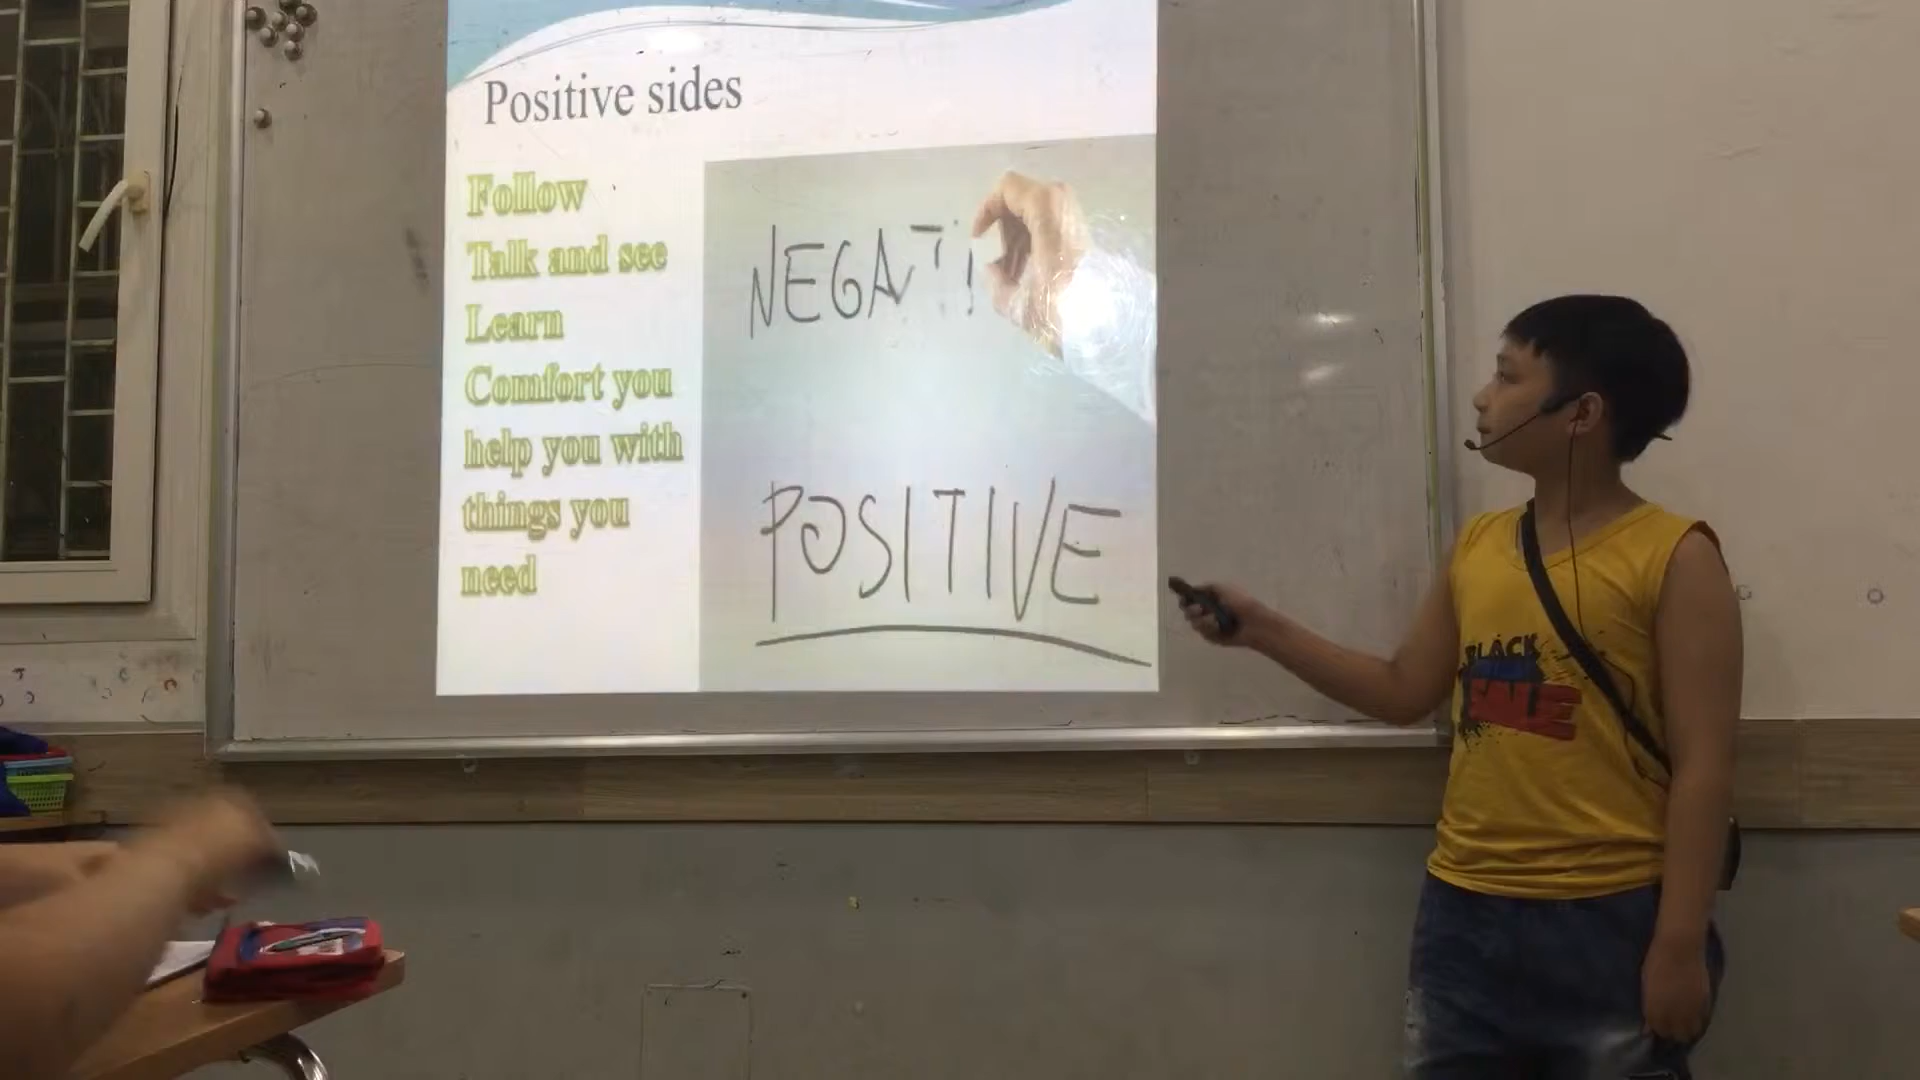 Positive sides
Follow
Talk and see
Learn
Comfort you
help you with
things you
need
NEGATI
POSITIVE
BLACK